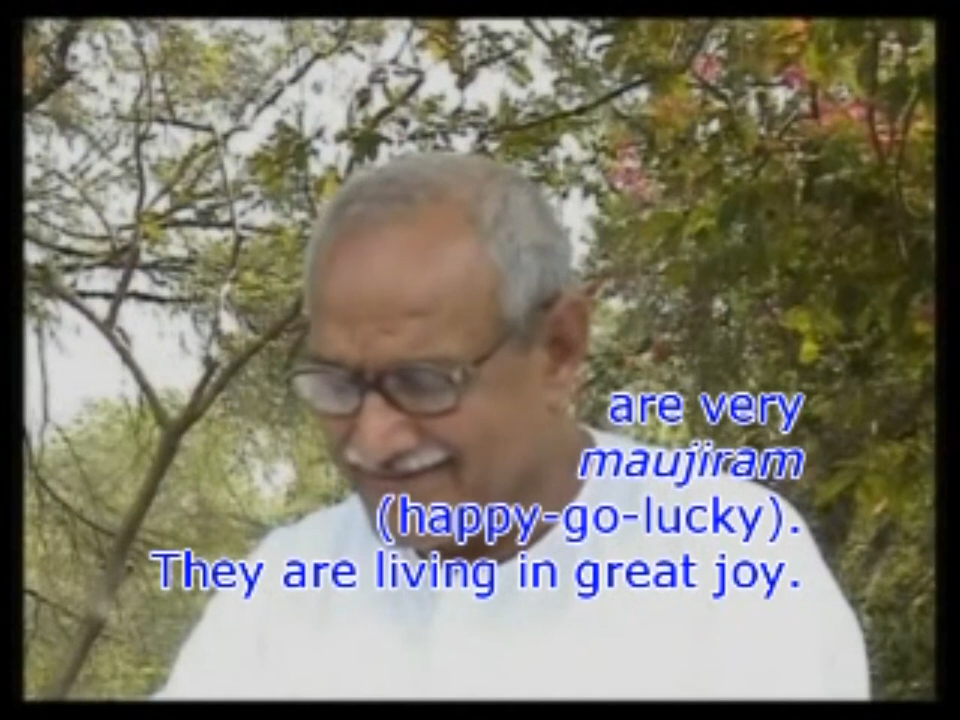 are very
maujiram
(happy-go-lucky).
They are living in great joy.